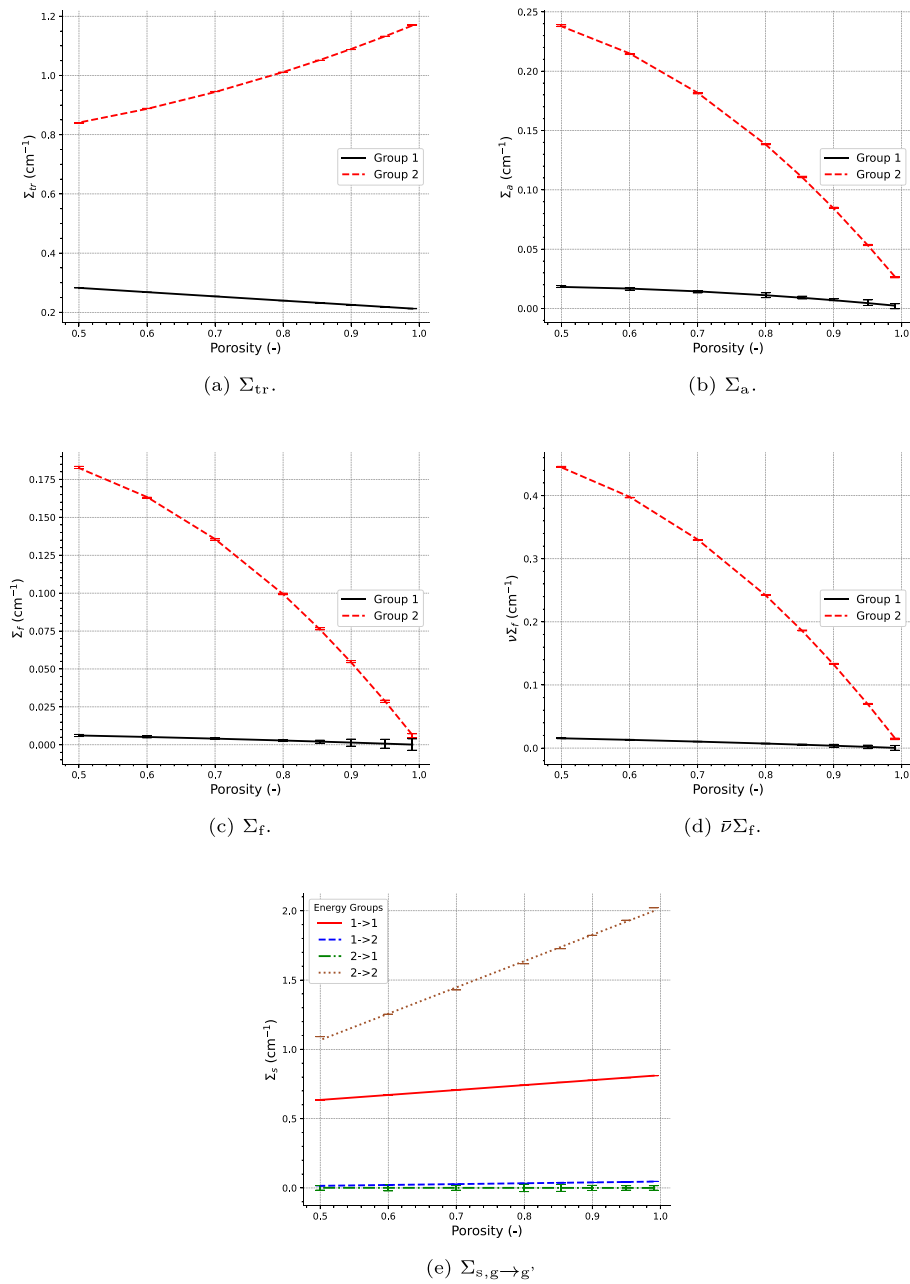 1.2
1.0
0.8
0.6
0.4
0.2
Σtr (cm−1)
Group 1
Group 2
0.5 0.6 0.7 0.8 0.9 1.0
Porosity (-)
(a) Σtr.
0.25
0.20
0.15
0.10
0.05
0.00
Σa (cm−1)
Group 1
Group 2
0.5 0.6 0.7 0.8 0.9 1.0
Porosity (-)
(b) Σa.
0.175
0.150
0.125
0.100
0.075
0.050
0.025
0.000
Σf (cm−1)
Group 1
Group 2
0.5 0.6 0.7 0.8 0.9 1.0
Porosity (-)
(c) Σf.
0.4
0.3
0.2
0.1
0.0
νΣf (cm−1)
Group 1
Group 2
0.5 0.6 0.7 0.8 0.9 1.0
Porosity (-)
(d) ν̄Σf.
2.0
1.5
1.0
0.5
0.0
Σs (cm−1)
Energy Groups
1->1
1->2
2->1
2->2
0.5 0.6 0.7 0.8 0.9 1.0
Porosity (-)
(e) Σs,g→g'